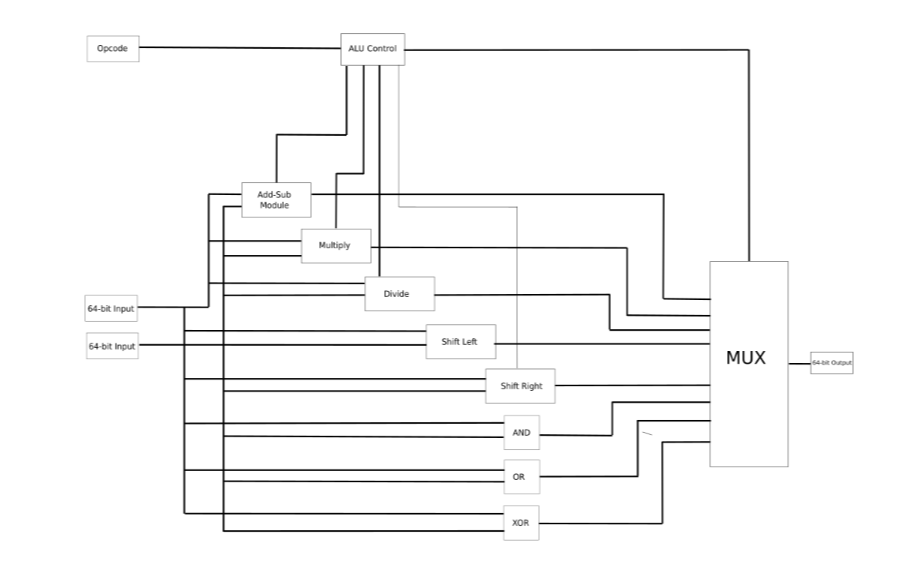 Opcode
ALU Control
Add-Sub
Module
Multiply
Divide
64-bit Input
64-bit Input
Shift Left
Shift Right
AND
OR
XOR
MUX
64-bit Output